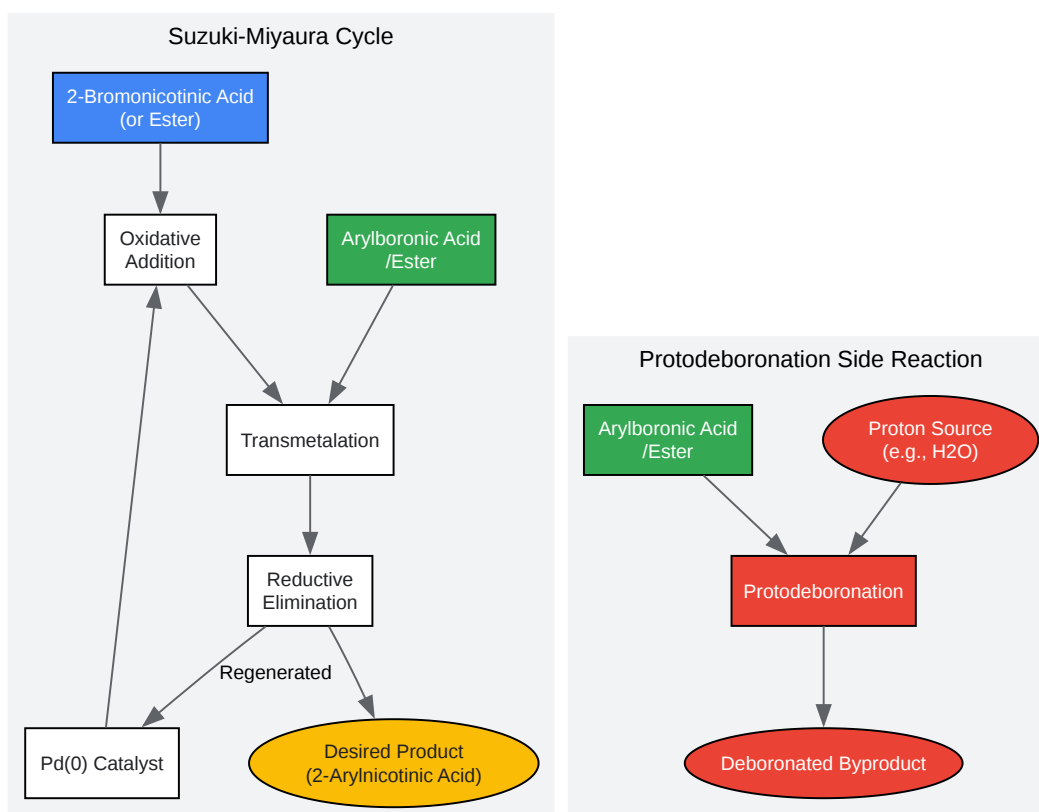 Suzuki-Miyaura Cycle
2-Bromonicotinic Acid
(or Ester)
Oxidative
Addition
Arylboronic Acid
/Ester
Transmetalation
Reductive
Elimination
Regenerated
Pd(0) Catalyst
Desired Product
(2-Arylnicotinic Acid)
Protodeboronation Side Reaction
Arylboronic Acid
/Ester
Proton Source
(e.g., H2O)
Protodeboronation
Deboronated Byproduct